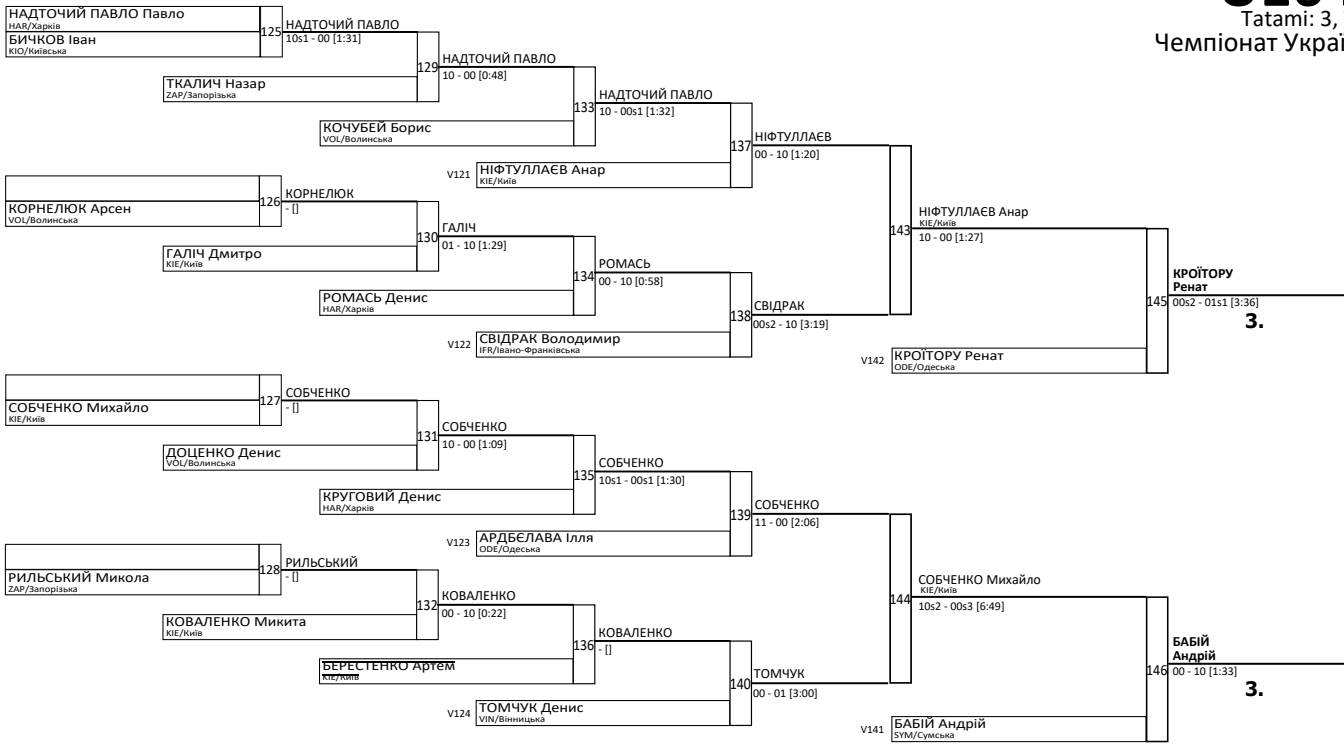 Tatami: 3,
Чемпіонат Украї
НАДТОЧИЙ ПАВЛО Павло
HAR/Харків
БИЧКОВ Іван
KIO/Київська
125
НАДТОЧИЙ ПАВЛО
10s1 - 00 [1:31]
ТКАЛИЧ Назар
ZAP/Запорізька
129
НАДТОЧИЙ ПАВЛО
10 - 00 [0:48]
КОЧУБЕЙ Борис
VOL/Волинська
133
НАДТОЧИЙ ПАВЛО
10 - 00s1 [1:32]
V121
НІФТУЛЛАЄВ Анар
KIE/Київ
137
НІФТУЛЛАЄВ
00 - 10 [1:20]
КОРНЕЛЮК Арсен
VOL/Волинська
126
КОРНЕЛЮК
- []
ГАЛІЧ Дмитро
KIE/Київ
130
ГАЛІЧ
01 - 10 [1:29]
РОМАСЬ Денис
HAR/Харків
134
РОМАСЬ
00 - 10 [0:58]
V122
СВІДРАК Володимир
IFR/Івано-Франківська
138
СВІДРАК
00s2 - 10 [3:19]
143
НІФТУЛЛАЄВ Анар
KIE/Київ
10 - 00 [1:27]
V142
КРОЇТОРУ Ренат
ODE/Одеська
145
КРОЇТОРУ
Ренат
00s2 - 01s1 [3:36]
3.
СОБЧЕНКО Михайло
KIE/Київ
127
СОБЧЕНКО
- []
ДОЦЕНКО Денис
VOL/Волинська
131
СОБЧЕНКО
10 - 00 [1:09]
КРУГОВИЙ Денис
HAR/Харків
135
СОБЧЕНКО
10s1 - 00s1 [1:30]
V123
АРДБЄЛАВА Ілля
ODE/Одеська
139
СОБЧЕНКО
11 - 00 [2:06]
РИЛЬСЬКИЙ Микола
ZAP/Запорізька
128
РИЛЬСЬКИЙ
- []
КОВАЛЕНКО Микита
KIE/Київ
132
КОВАЛЕНКО
00 - 10 [0:22]
БЕРЕСТЕНКО Артем
KIE/Київ
136
КОВАЛЕНКО
- []
V124
ТОМЧУК Денис
VIN/Вінницька
140
ТОМЧУК
00 - 01 [3:00]
144
СОБЧЕНКО Михайло
KIE/Київ
10s2 - 00s3 [6:49]
V141
БАБІЙ Андрій
SYM/Сумська
146
БАБІЙ
Андрій
00 - 10 [1:33]
3.